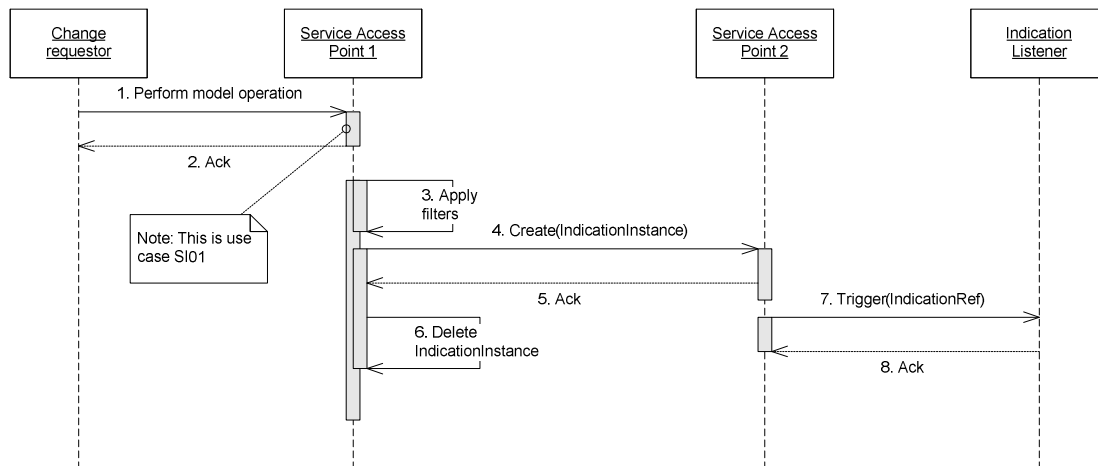 Change
requestor
Service Access
Point 1
Service Access
Point 2
Indication
Listener
1. Perform model operation
2. Ack
3. Apply
filters
Note: This is use
case SI01
4. Create(IndicationInstance)
5. Ack
6. Delete
IndicationInstance
7. Trigger(IndicationRef)
8. Ack